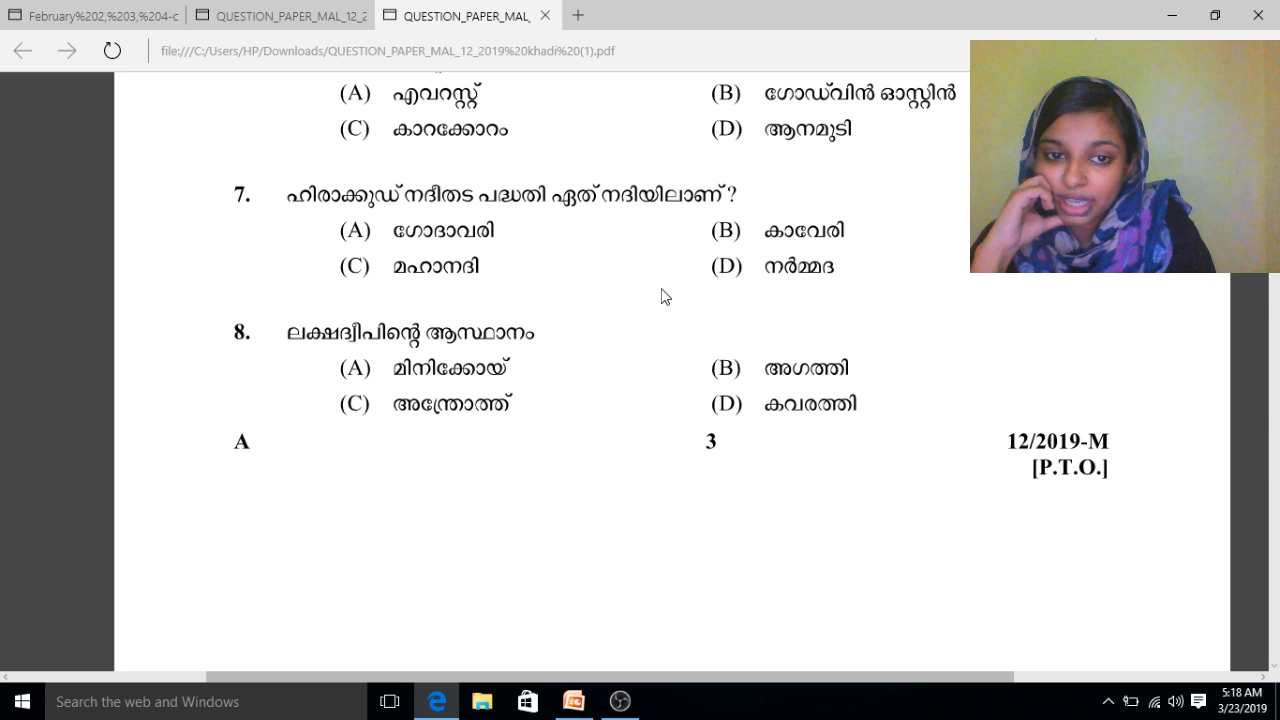 February%202,%203,%204-c
QUESTION_PAPER_MAL_12_2
QUESTION_PAPER_MAL_
file:///C:/Users/HP/Downloads/QUESTION_PAPER_MAL_12_2019%20khadi%20(1).pdf
(A) എവറസ്റ്റ് (B) ഗോഡ്‌വിൻ ഓസ്റ്റിൻ
(C) കാറക്കോറം (D) ആനമുടി
7. ഹിരാക്കുഡ് നദീതട പദ്ധതി ഏത് നദിയിലാണ് ?
(A) ഗോദാവരി (B) കാവേരി
(C) മഹാനദി (D) നർമ്മദ
8. ലക്ഷദ്വീപിന്റെ ആസ്ഥാനം
(A) മിനിക്കോയ് (B) അഗത്തി
(C) അന്ത്രോത്ത് (D) കവരത്തി
A 3 12/2019-M
[P.T.O.]
Search the web and Windows
5:18 AM
3/23/2019